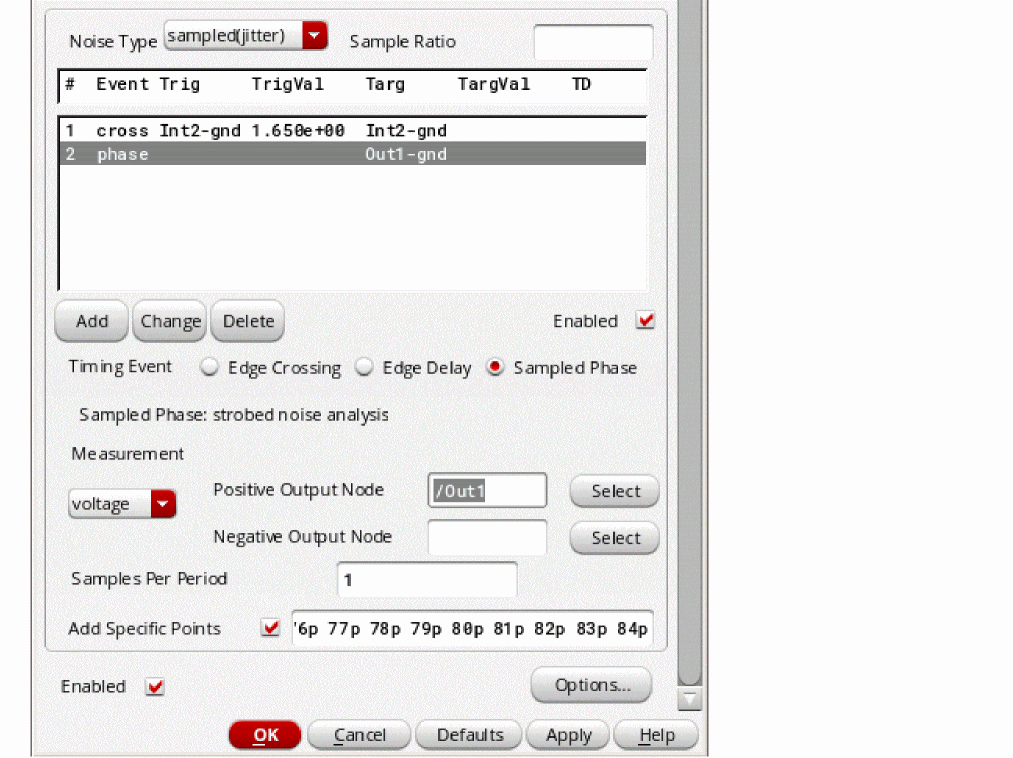 Noise Type sampled(jitter) Sample Ratio
# Event Trig TrigVal Targ TargVal TD
1 cross Int2-gnd 1.650e+00 Int2-gnd
2 phase Out1-gnd
Add Change Delete Enabled
Timing Event Edge Crossing Edge Delay Sampled Phase
Sampled Phase: strobed noise analysis
Measurement
voltage Positive Output Node /Out1 Select
Negative Output Node Select
Samples Per Period 1
Add Specific Points 6p 77p 78p 79p 80p 81p 82p 83p 84p
Enabled Options...
OK Cancel Defaults Apply Help